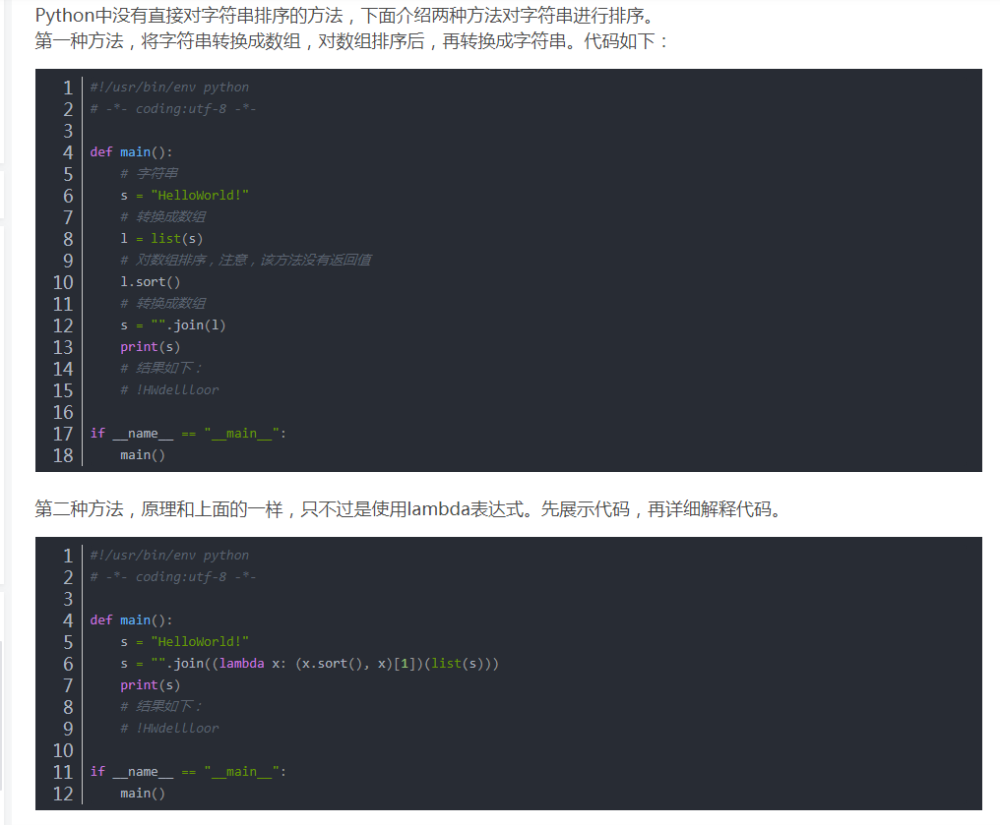 Python中没有直接对字符串排序的方法，下面介绍两种方法对字符串进行排序。
第一种方法，将字符串转换成数组，对数组排序后，再转换成字符串。代码如下：
1 #!/usr/bin/env python
2 # -*- coding:utf-8 -*-
3
4 def main():
5     # 字符串
6     s = "HelloWorld!"
7     # 转换成数组
8     l = list(s)
9     # 对数组排序，注意，该方法没有返回值
10     l.sort()
11     # 转换成数组
12     s = "".join(l)
13     print(s)
14     # 结果如下：
15     # !HWdellloor
16
17 if __name__ == "__main__":
18     main()
第二种方法，原理和上面的一样，只不过是使用lambda表达式。先展示代码，再详细解释代码。
1 #!/usr/bin/env python
2 # -*- coding:utf-8 -*-
3
4 def main():
5     s = "HelloWorld!"
6     s = "".join((lambda x: (x.sort(), x)[1])(list(s)))
7     print(s)
8     # 结果如下：
9     # !HWdellloor
10
11 if __name__ == "__main__":
12     main()